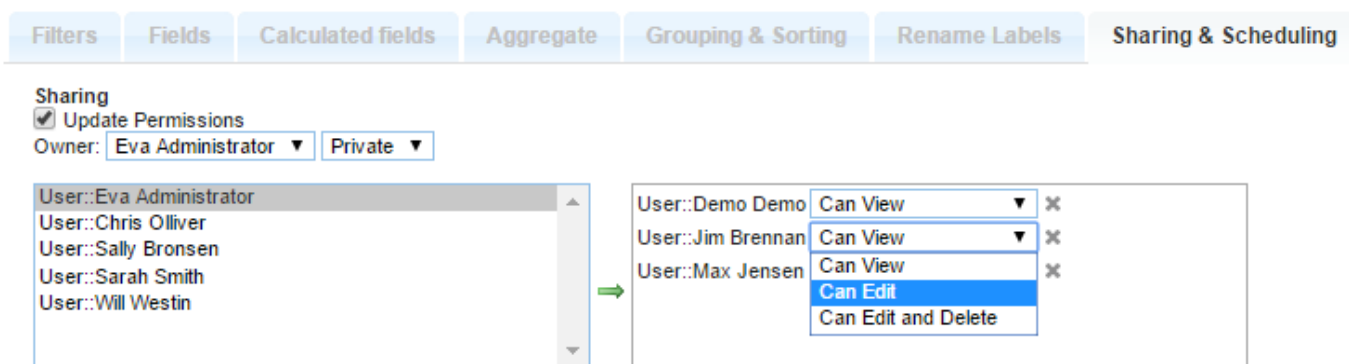 Filters Fields Calculated fields Aggregate Grouping & Sorting Rename Labels Sharing & Scheduling
Sharing
Update Permissions
Owner: Eva Administrator Private
User::Eva Administrator
User::Chris Olliver
User::Sally Bronsen
User::Sarah Smith
User::Will Westin
User::Demo Demo Can View
User::Jim Brennan Can View
User::Max Jensen
Can View
Can Edit
Can Edit and Delete